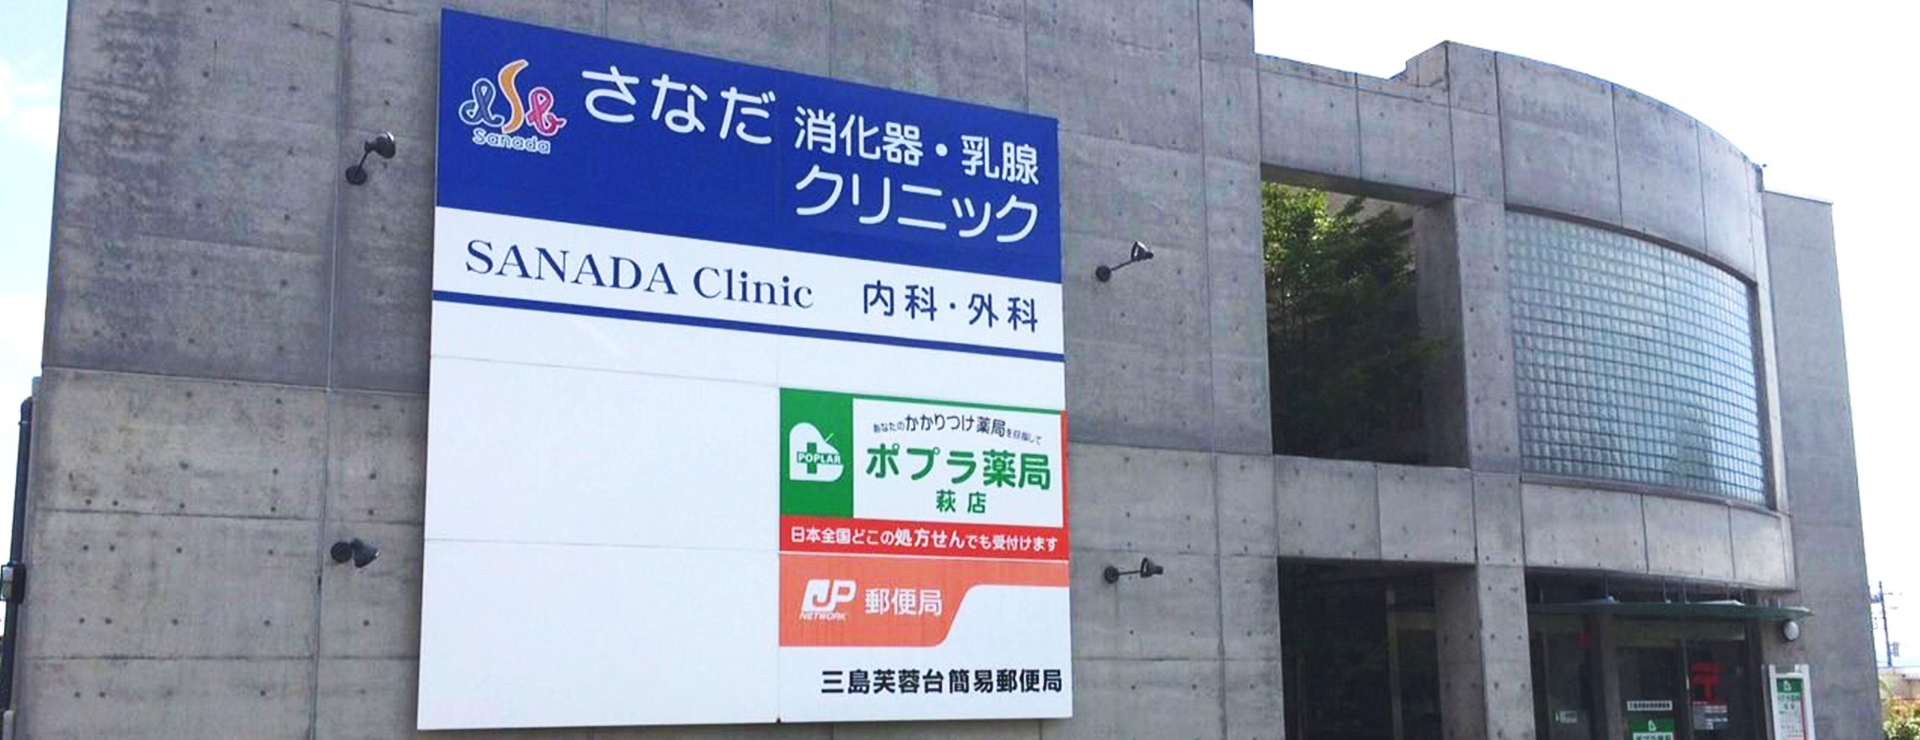 Sanada
さなだ 消化器・乳腺
クリニック
SANADA Clinic 内科・外科
POPLAR
あなたのかかりつけ薬局を目指して
ポプラ薬局
萩店
日本全国どこの処方せんでも受付けます
JP
NETWORK
郵便局
三島芙蓉台簡易郵便局